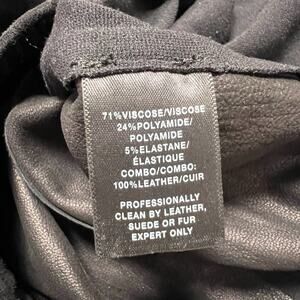 71%VISCOSE/VISCOSE
24%POLYAMIDE/
POLYAMIDE
5%ELASTANE/
ÉLASTIQUE
COMBO/COMBO:
100%LEATHER/CUIR
PROFESSIONALLY
CLEAN BY LEATHER,
SUEDE OR FUR
EXPERT ONLY